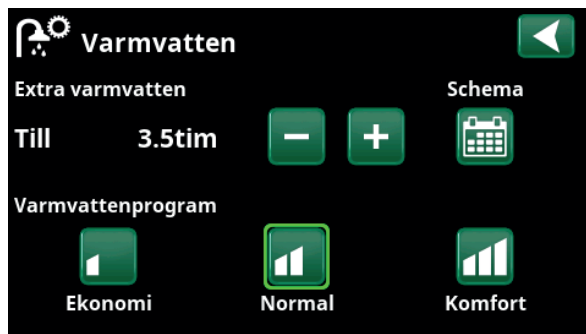 Varmvatten
Extra varmvatten Schema
Till 3.5tim
Varmvattenprogram
Ekonomi Normal Komfort